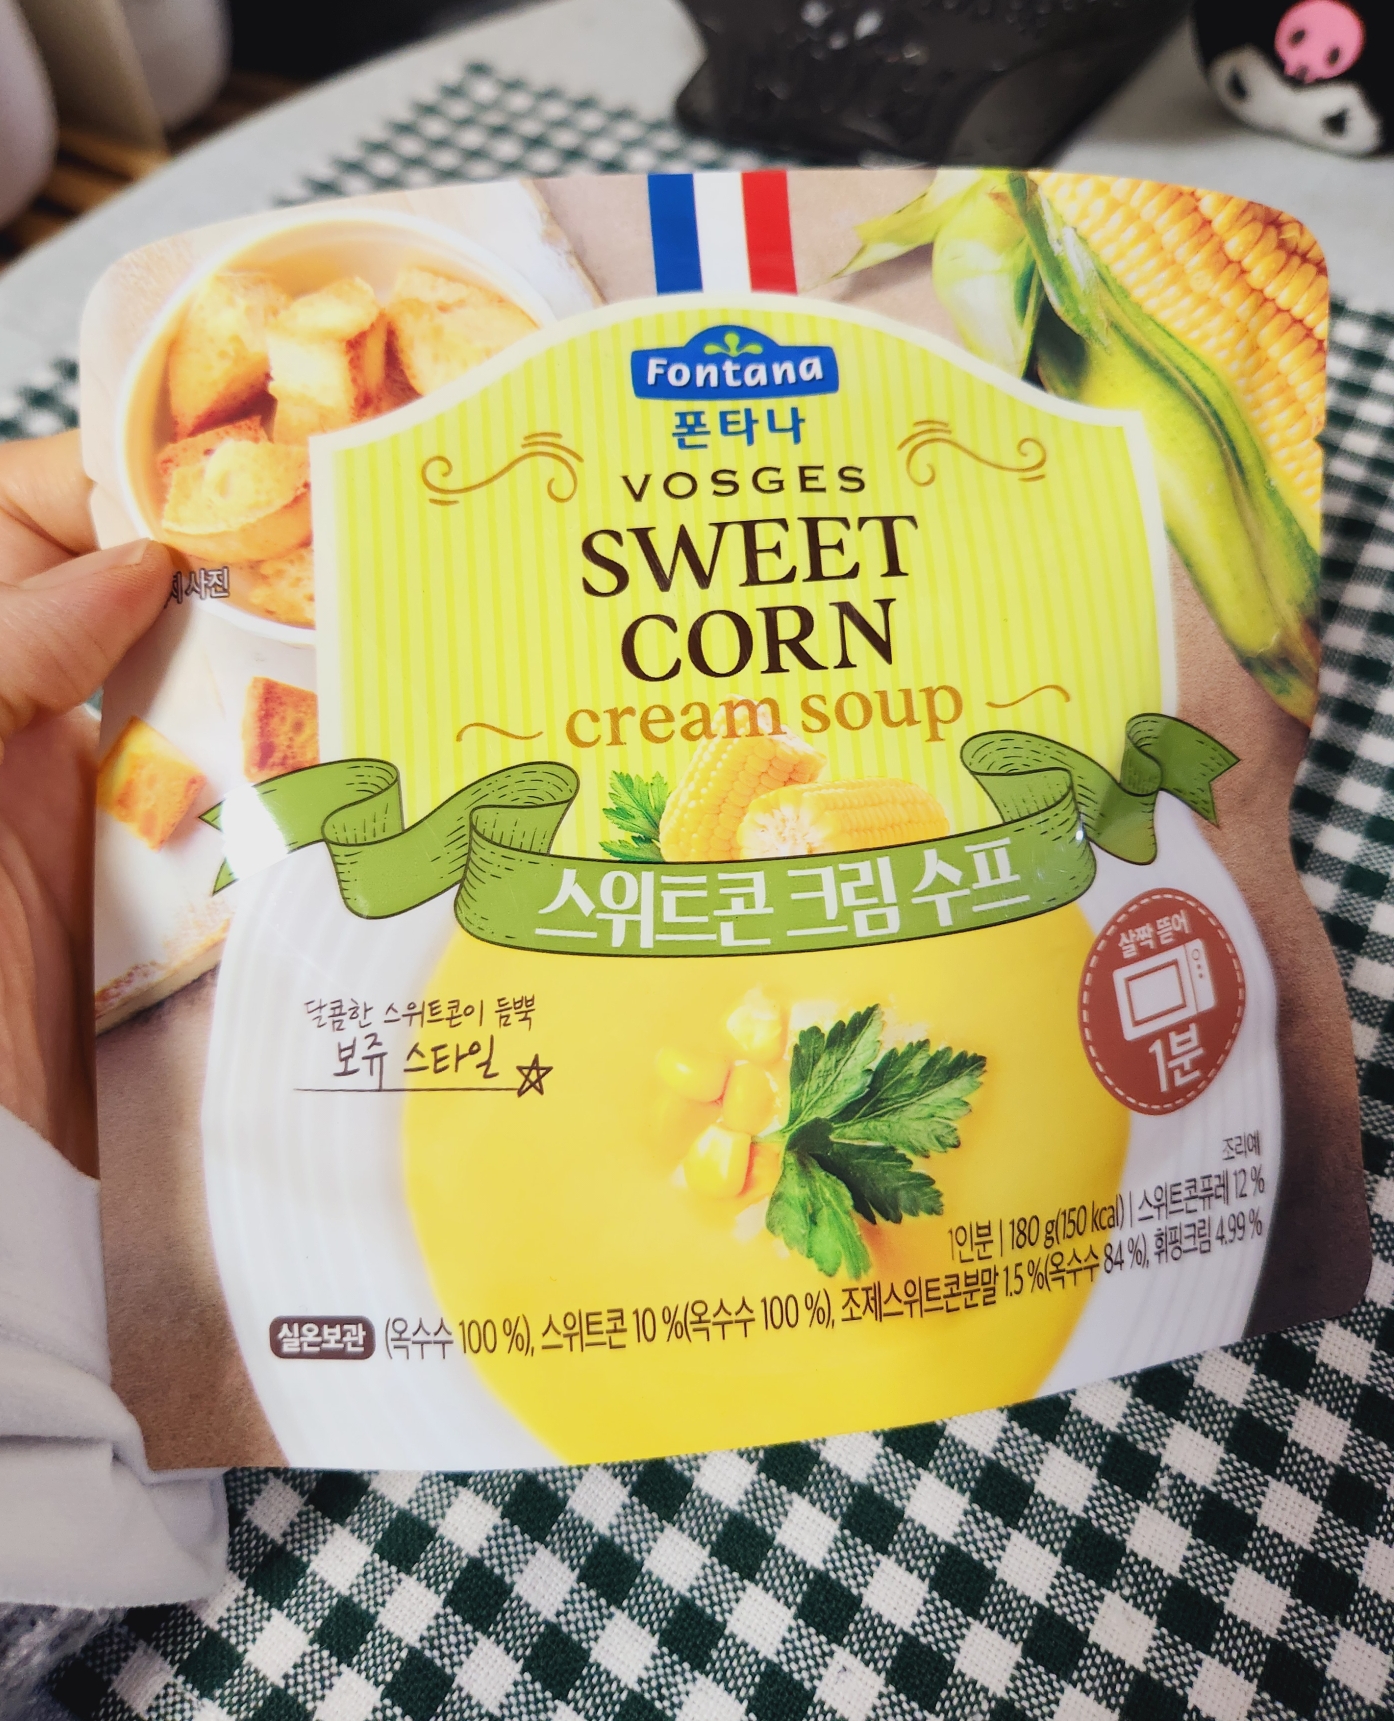 Fontana
폰타나
VOSGES
SWEET
CORN
cream soup
스위트콘 크림 수프
사진
달콤한 스위트콘이 듬뿍
보쥬 스타일
살짝 뜯어
1분
조리예
1인분 | 180 g(150 kcal) | 스위트콘퓨레 12 %
실온보관 (옥수수 100 %), 스위트콘 10 %(옥수수 100 %), 조제스위트콘분말 1.5 %(옥수수 84 %), 휘핑크림 4.99 %